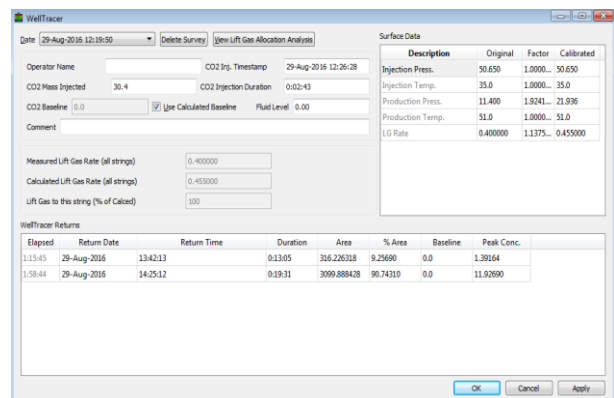 WellTracer
Date 29-Aug-2016 12:19:50 Delete Survey View Lift Gas Allocation Analysis
Operator Name CO2 Inj. Timestamp 29-Aug-2016 12:26:28
CO2 Mass Injected 30.4 CO2 Injection Duration 0:02:43
CO2 Baseline 0.0 Use Calculated Baseline Fluid Level 0.00
Comment
Measured Lift Gas Rate (all strings) 0.400000
Calculated Lift Gas Rate (all strings) 0.455000
Lift Gas to this string (% of Calced) 100
Surface Data
Description Original Factor Calibrated
Injection Press. 50.650 1.0000... 50.650
Injection Temp. 35.0 1.0000... 35.0
Production Press. 11.400 1.9241... 21.936
Production Temp. 51.0 1.0000... 51.0
LG Rate 0.400000 1.1375... 0.455000
WellTracer Returns
Elapsed Return Date Return Time Duration Area % Area Baseline Peak Conc.
1:15:45 29-Aug-2016 13:42:13 0:13:05 316.226318 9.25690 0.0 1.39164
1:58:44 29-Aug-2016 14:25:12 0:19:31 3099.888428 90.74310 0.0 11.92690
OK Cancel Apply